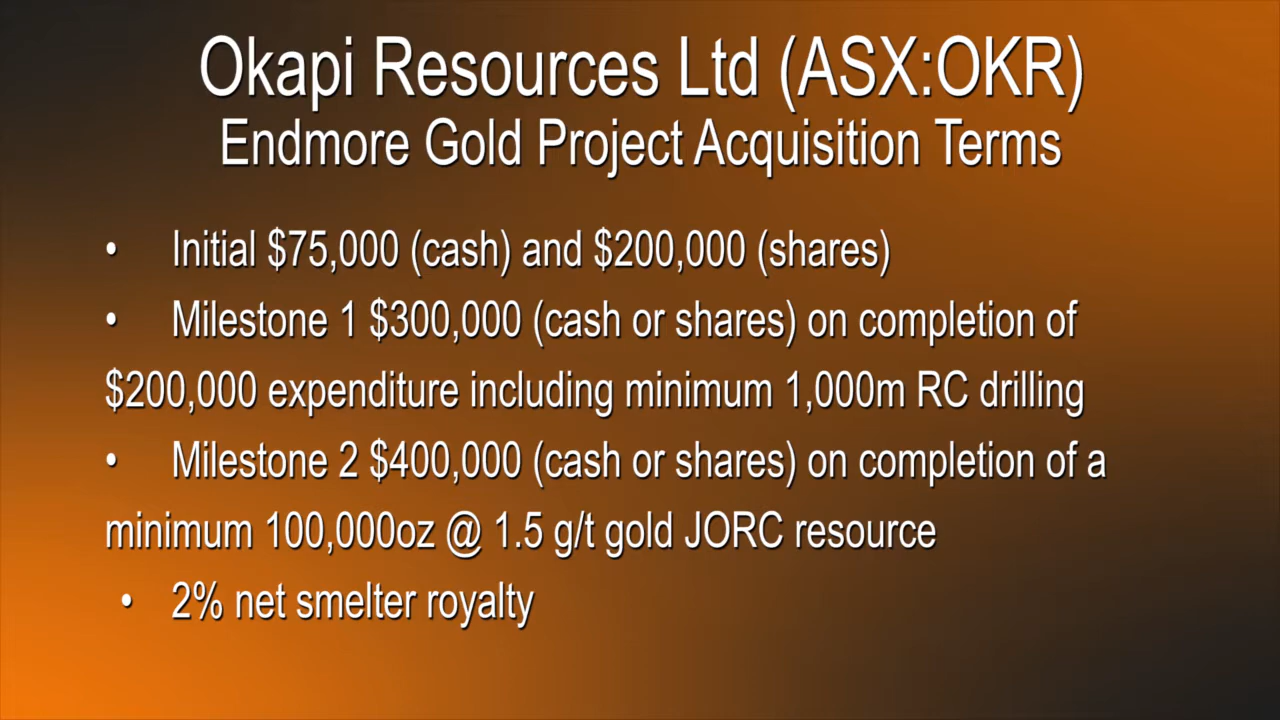 Okapi Resources Ltd (ASX:OKR)
Endmore Gold Project Acquisition Terms
• Initial $75,000 (cash) and $200,000 (shares)
• Milestone 1 $300,000 (cash or shares) on completion of
$200,000 expenditure including minimum 1,000m RC drilling
• Milestone 2 $400,000 (cash or shares) on completion of a
minimum 100,000oz @ 1.5 g/t gold JORC resource
• 2% net smelter royalty